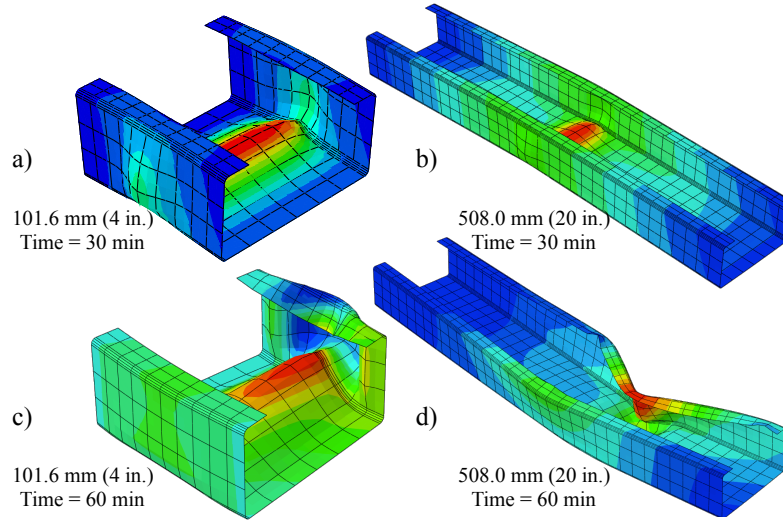 a)
101.6 mm (4 in.)
Time = 30 min
b)
508.0 mm (20 in.)
Time = 30 min
c)
101.6 mm (4 in.)
Time = 60 min
d)
508.0 mm (20 in.)
Time = 60 min